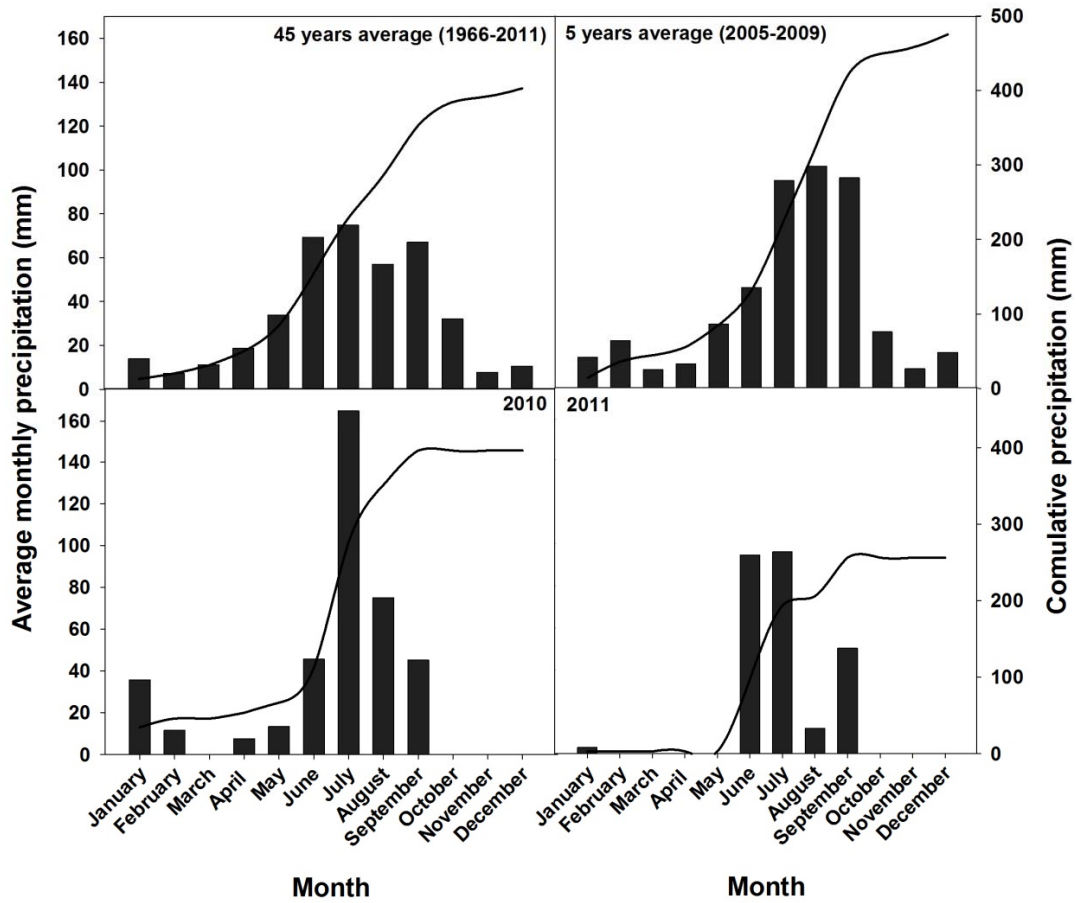 45 years average (1966-2011)
5 years average (2005-2009)
160
140
120
100
80
60
40
20
0
500
400
300
200
100
0
2010
2011
160
140
120
100
80
60
40
20
0
400
300
200
100
0
Average monthly precipitation (mm)
Comulative precipitation (mm)
January
February
March
April
May
June
July
August
September
October
November
December
January
February
March
April
May
June
July
August
September
October
November
December
Month
Month